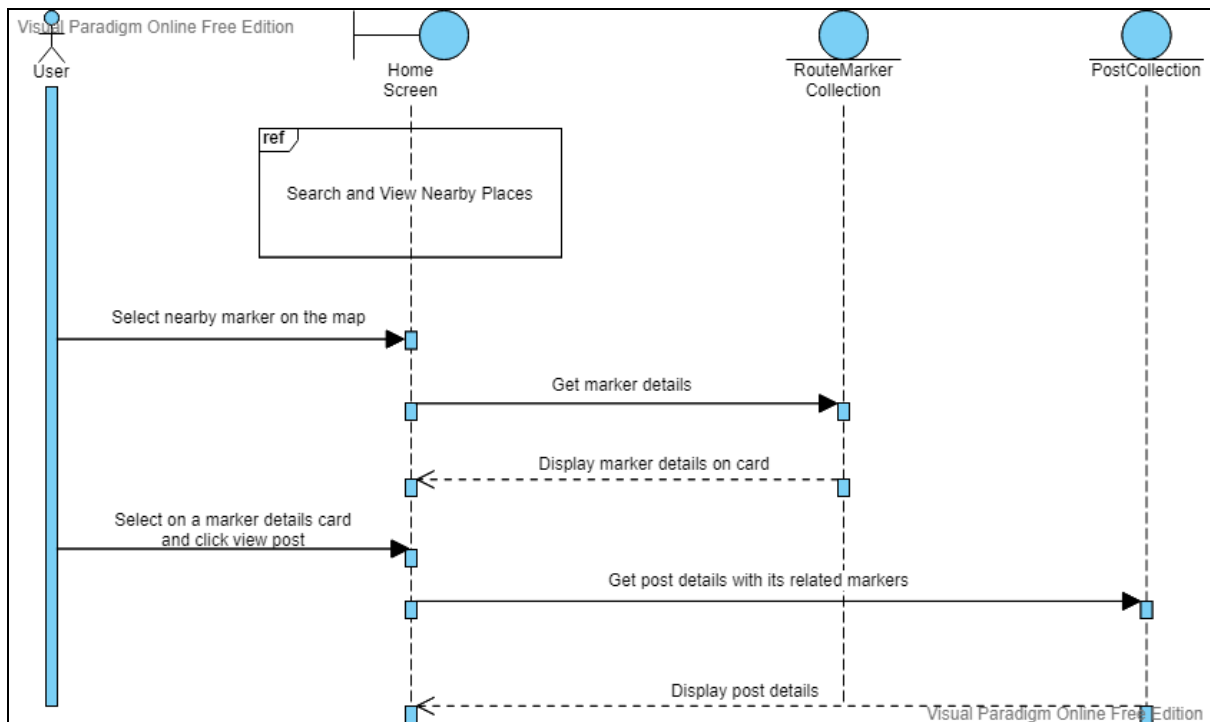 Visual Paradigm Online Free Edition
User
Home
Screen
RouteMarker
Collection
PostCollection
ref
Search and View Nearby Places
Select nearby marker on the map
Get marker details
Display marker details on card
Select on a marker details card
and click view post
Get post details with its related markers
Display post details
Visual Paradigm Online Free Edition